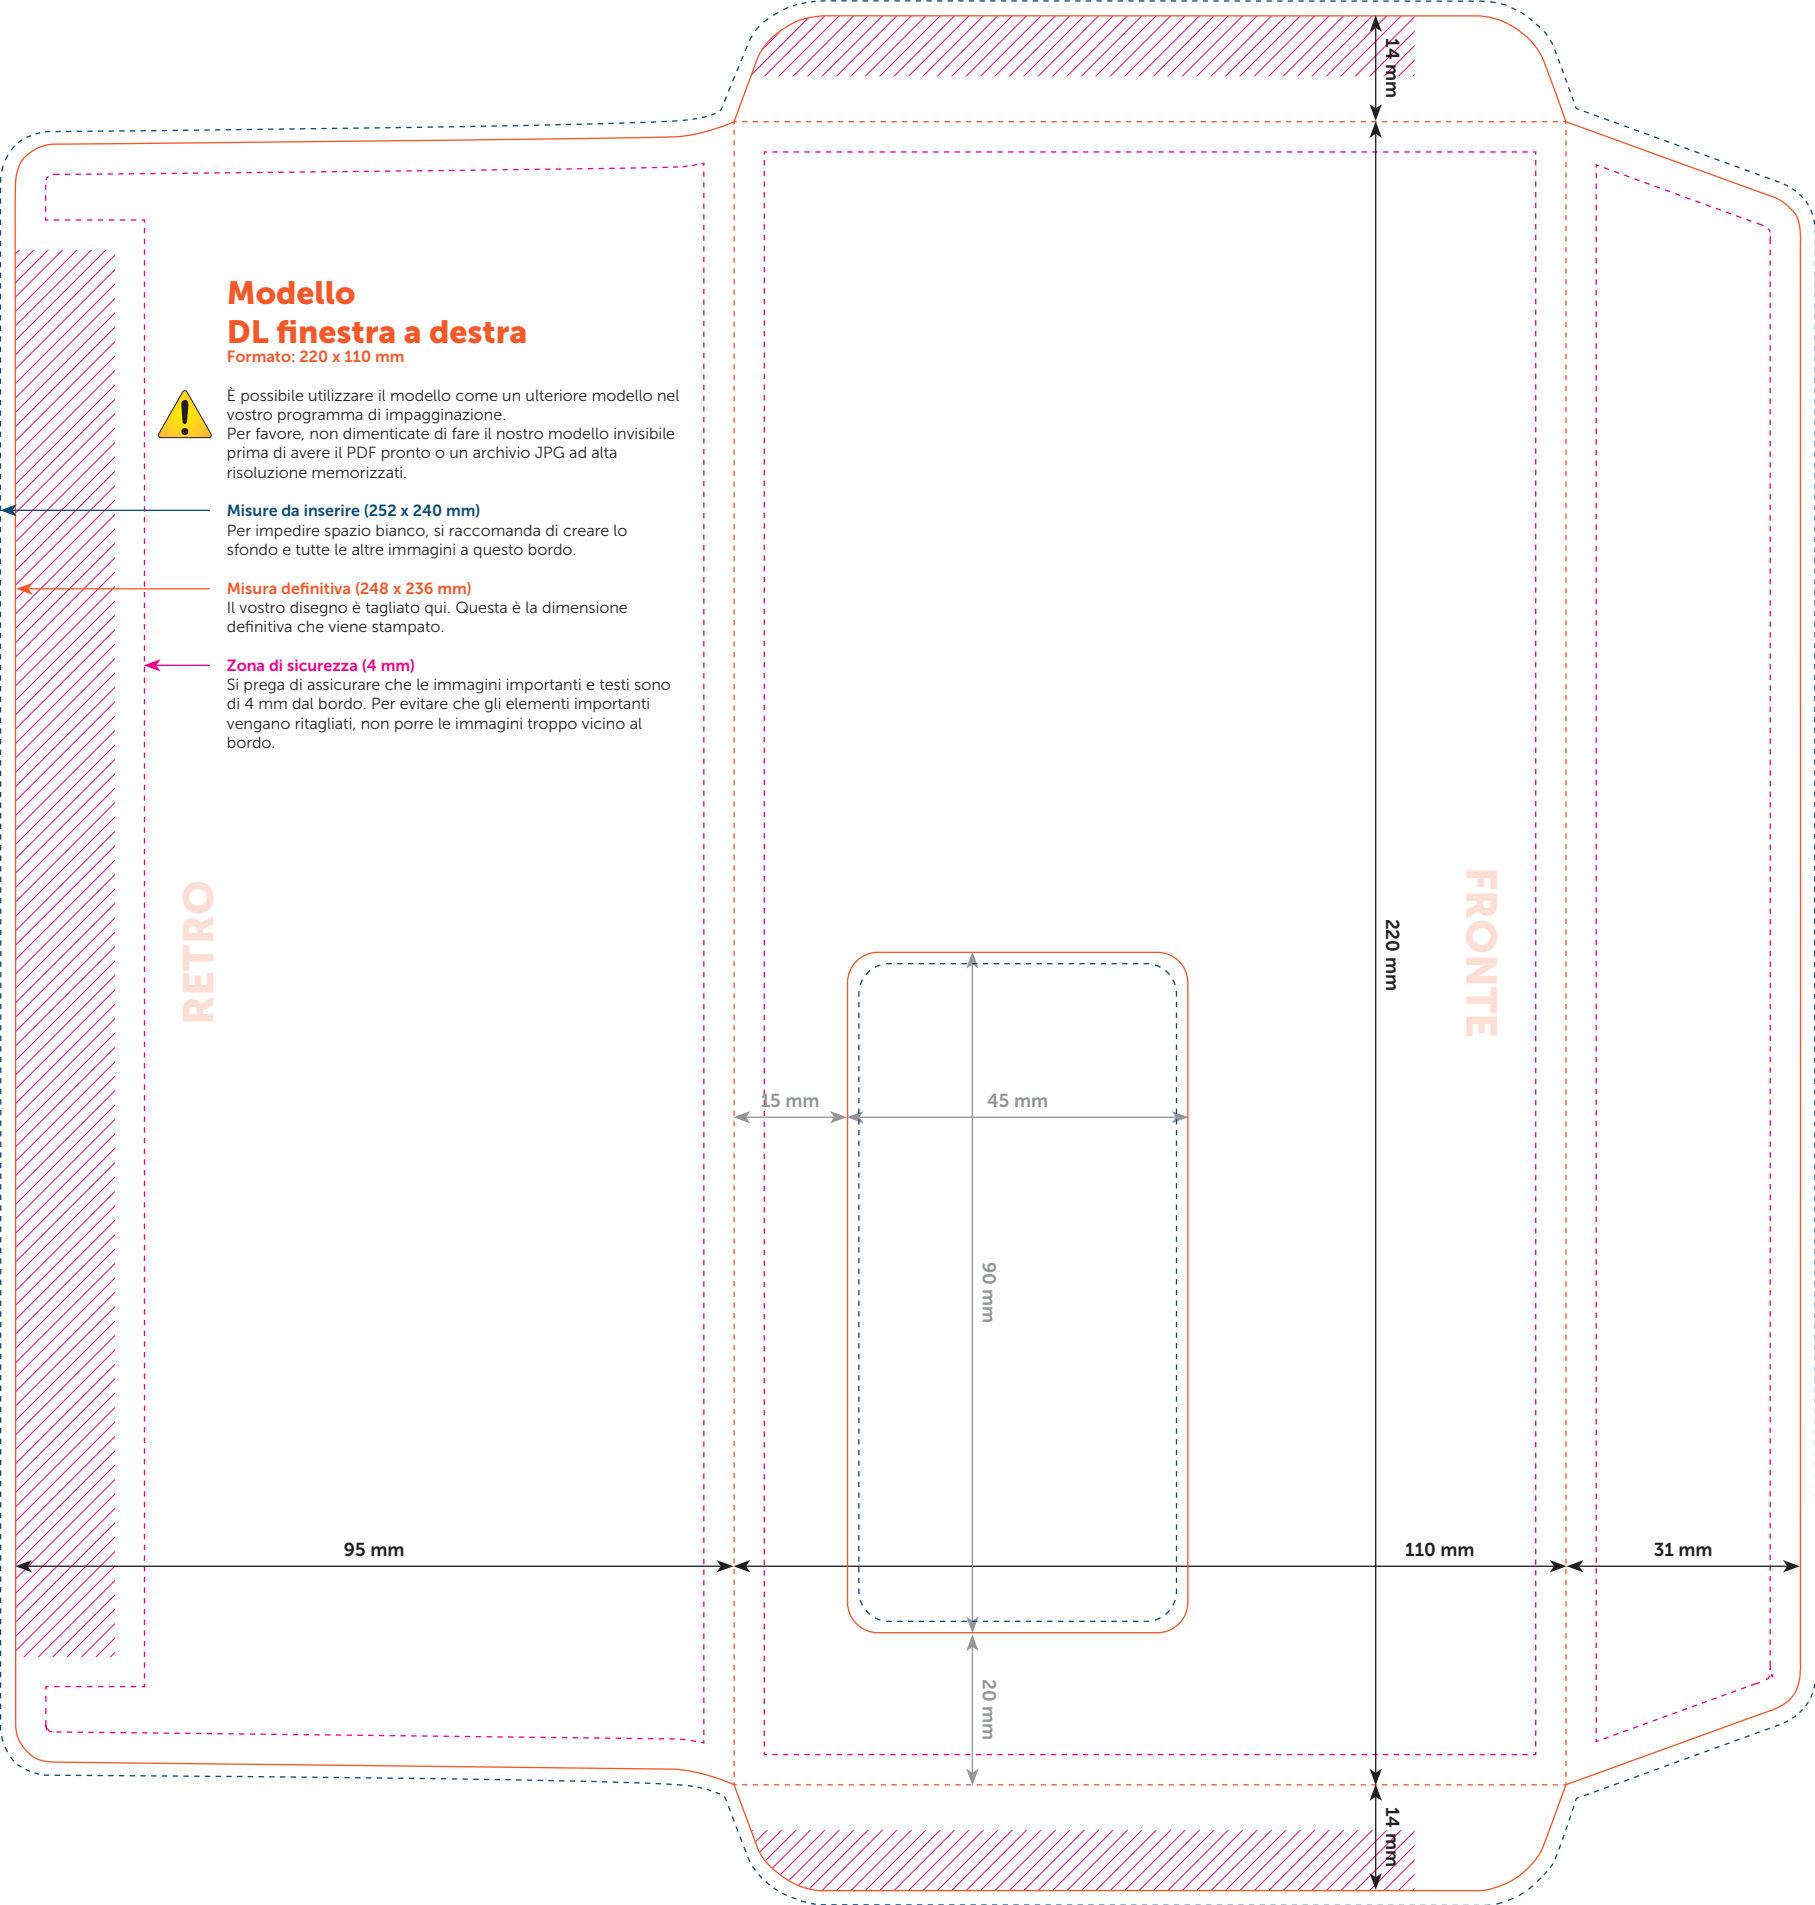 14 mm
Modello
DL finestra a destra
Formato: 220 x 110 mm
È possibile utilizzare il modello come un ulteriore modello nel
vostro programma di impagginazione.
Per favore, non dimenticate di fare il nostro modello invisibile
prima di avere il PDF pronto o un archivio JPG ad alta
risoluzione memorizzati.
Misure da inserire (252 x 240 mm)
Per impedire spazio bianco, si raccomanda di creare lo
sfondo e tutte le altre immagini a questo bordo.
Misura definitiva (248 x 236 mm)
Il vostro disegno è tagliato qui. Questa è la dimensione
definitiva che viene stampato.
Zona di sicurezza (4 mm)
Si prega di assicurare che le immagini importanti e testi sono
di 4 mm dal bordo. Per evitare che gli elementi importanti
vengano ritagliati, non porre le immagini troppo vicino al
bordo.
RETRO
220 mm
FRONTE
15 mm
45 mm
90 mm
95 mm
110 mm
31 mm
20 mm
14 mm